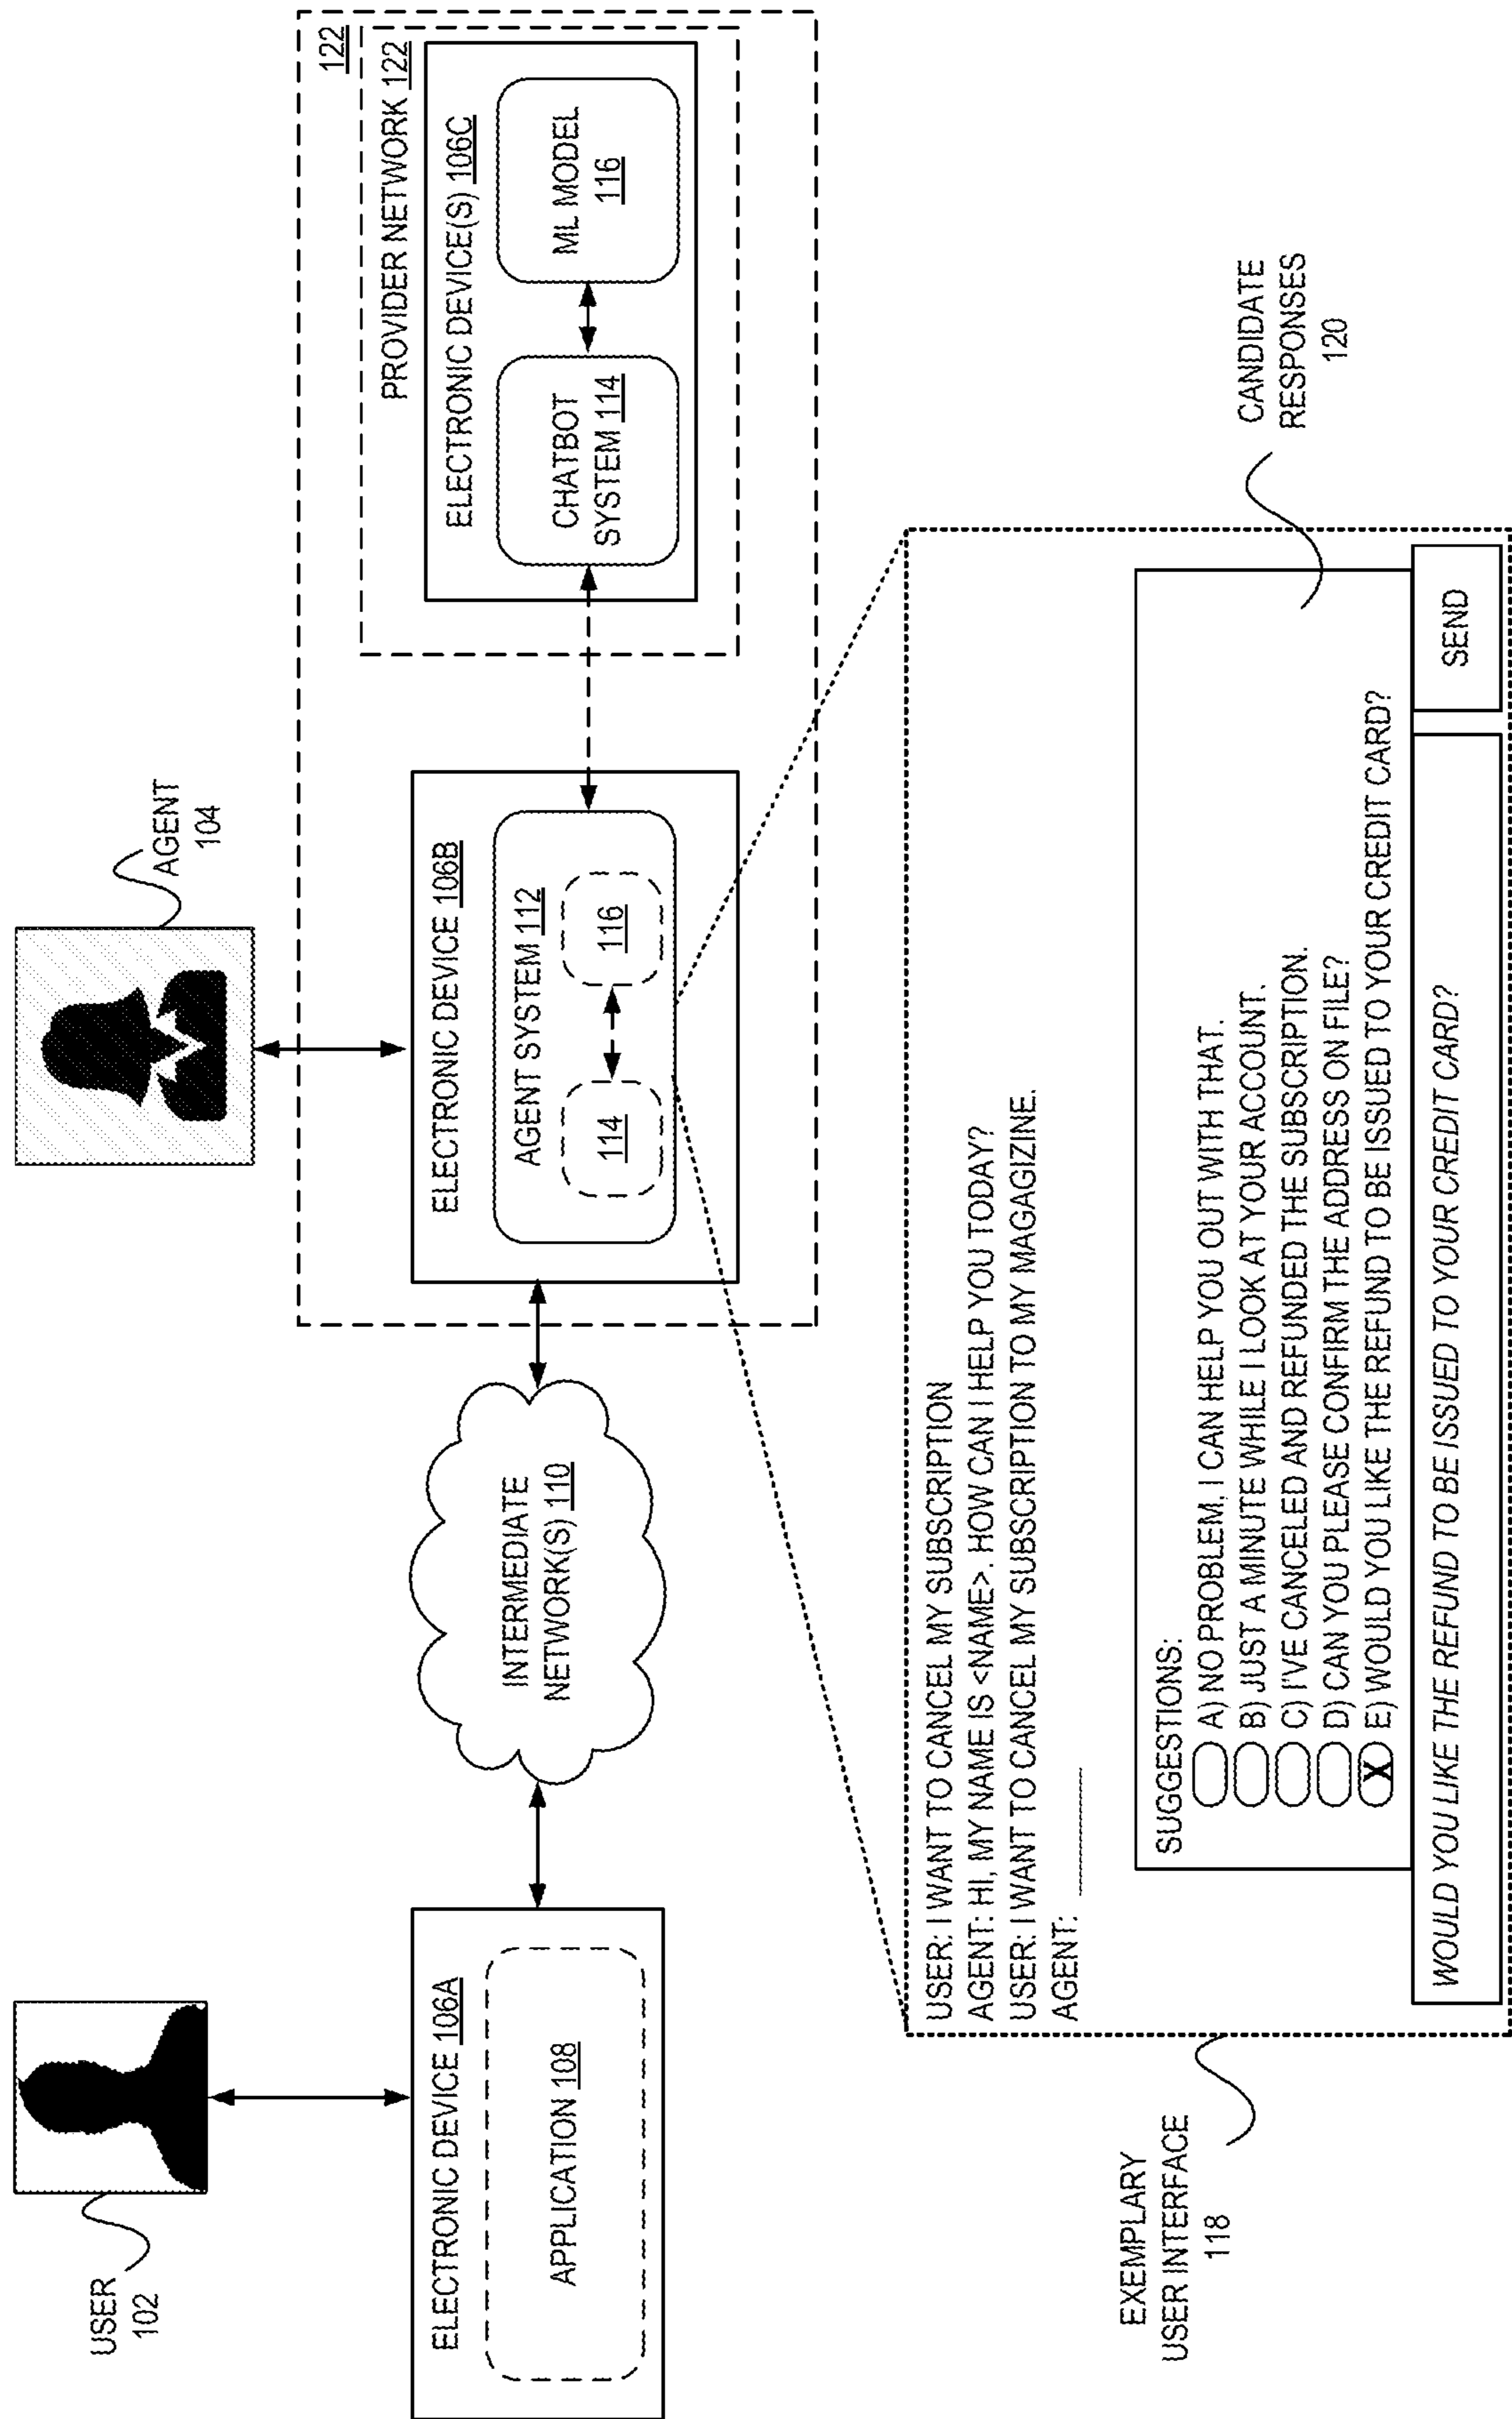 USER
102
AGENT
104
122
PROVIDER NETWORK 122
ELECTRONIC DEVICE 106A
APPLICATION 108
INTERMEDIATE
NETWORK(S) 110
ELECTRONIC DEVICE 106B
AGENT SYSTEM 112
114
116
ELECTRONIC DEVICE(S) 106C
CHATBOT
SYSTEM 114
ML MODEL
116
EXEMPLARY
USER INTERFACE
118
USER: I WANT TO CANCEL MY SUBSCRIPTION
AGENT: HI, MY NAME IS <NAME>. HOW CAN I HELP YOU TODAY?
USER: I WANT TO CANCEL MY SUBSCRIPTION TO MY MAGAGIZINE.
AGENT: ________
SUGGESTIONS:
A) NO PROBLEM, I CAN HELP YOU OUT WITH THAT.
B) JUST A MINUTE WHILE I LOOK AT YOUR ACCOUNT.
C) I'VE CANCELED AND REFUNDED THE SUBSCRIPTION.
D) CAN YOU PLEASE CONFIRM THE ADDRESS ON FILE?
X E) WOULD YOU LIKE THE REFUND TO BE ISSUED TO YOUR CREDIT CARD?
WOULD YOU LIKE THE REFUND TO BE ISSUED TO YOUR CREDIT CARD?
SEND
CANDIDATE
RESPONSES
120